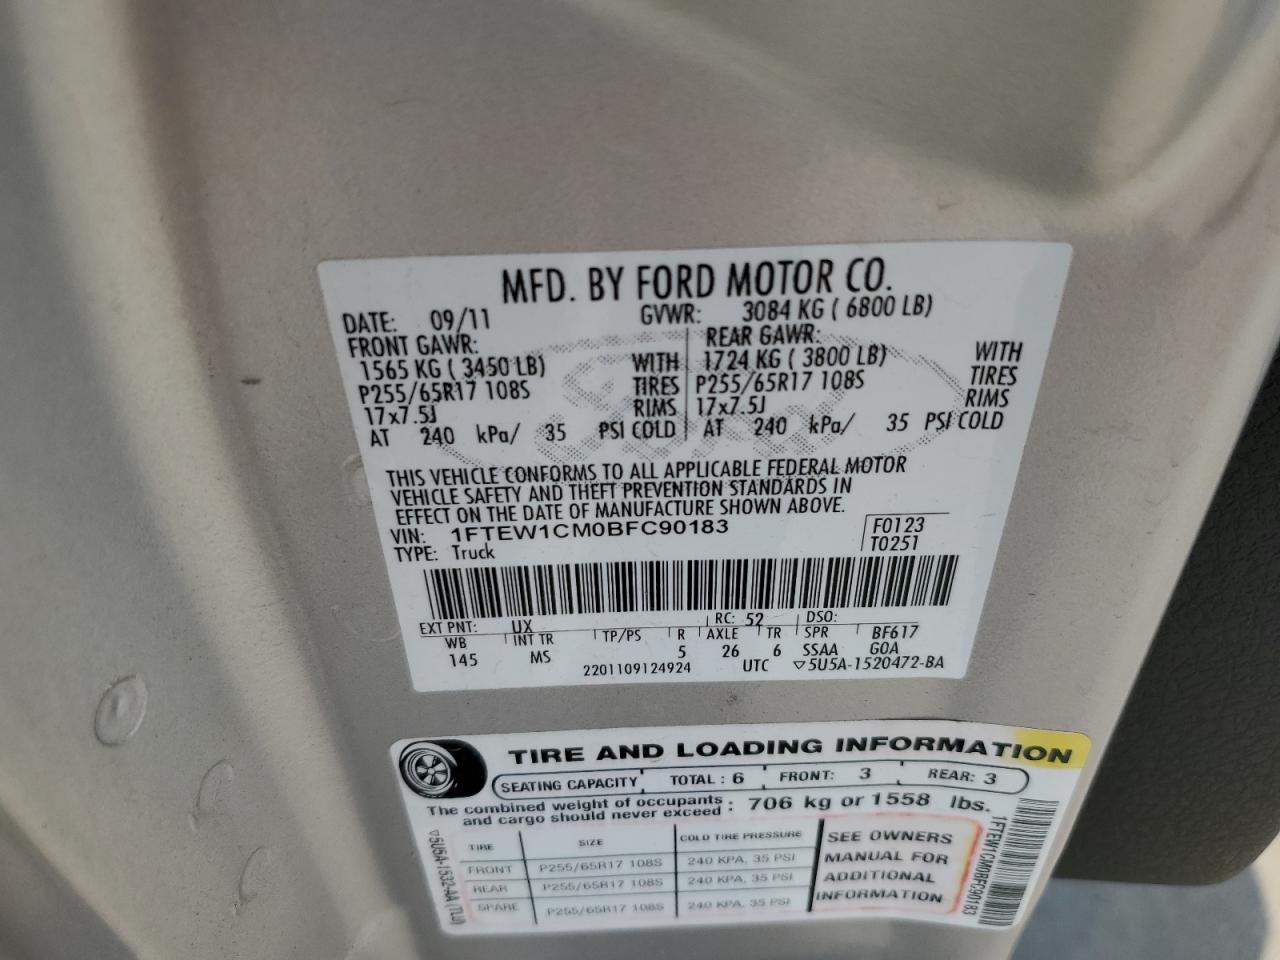 MFD. BY FORD MOTOR CO.
DATE: 09/11 GVWR: 3084 KG ( 6800 LB)
FRONT GAWR: REAR GAWR:
1565 KG ( 3450 LB) WITH 1724 KG ( 3800 LB) WITH
P255/65R17 108S TIRES P255/65R17 108S TIRES
17x7.5J RIMS 17x7.5J RIMS
AT 240 kPa/ 35 PSI COLD AT 240 kPa/ 35 PSI COLD
THIS VEHICLE CONFORMS TO ALL APPLICABLE FEDERAL MOTOR
VEHICLE SAFETY AND THEFT PREVENTION STANDARDS IN
EFFECT ON THE DATE OF MANUFACTURE SHOWN ABOVE.
VIN: 1FTEW1CM0BFC90183 F0123
TYPE: Truck T0251
EXT PNT: UX RC: 52 DSO:
WB INT TR TP/PS R AXLE TR SPR BF617
145 MS 5 26 6 SSAA GOA
2201109124924 UTC ▽5U5A-1520472-BA
TIRE AND LOADING INFORMATION
SEATING CAPACITY TOTAL : 6 FRONT: 3 REAR: 3
The combined weight of occupants
and cargo should never exceed : 706 kg or 1558 lbs.
TIRE SIZE COLD TIRE PRESSURE
FRONT P255/65R17 108S 240 KPA, 35 PSI
REAR P255/65R17 108S 240 KPA, 35 PSI
SPARE P255/65R17 108S 240 KPA, 35 PSI
SEE OWNERS
MANUAL FOR
ADDITIONAL
INFORMATION
▽5U5A-1532-AA (TLU)
1FTEW1CM0BFC90183